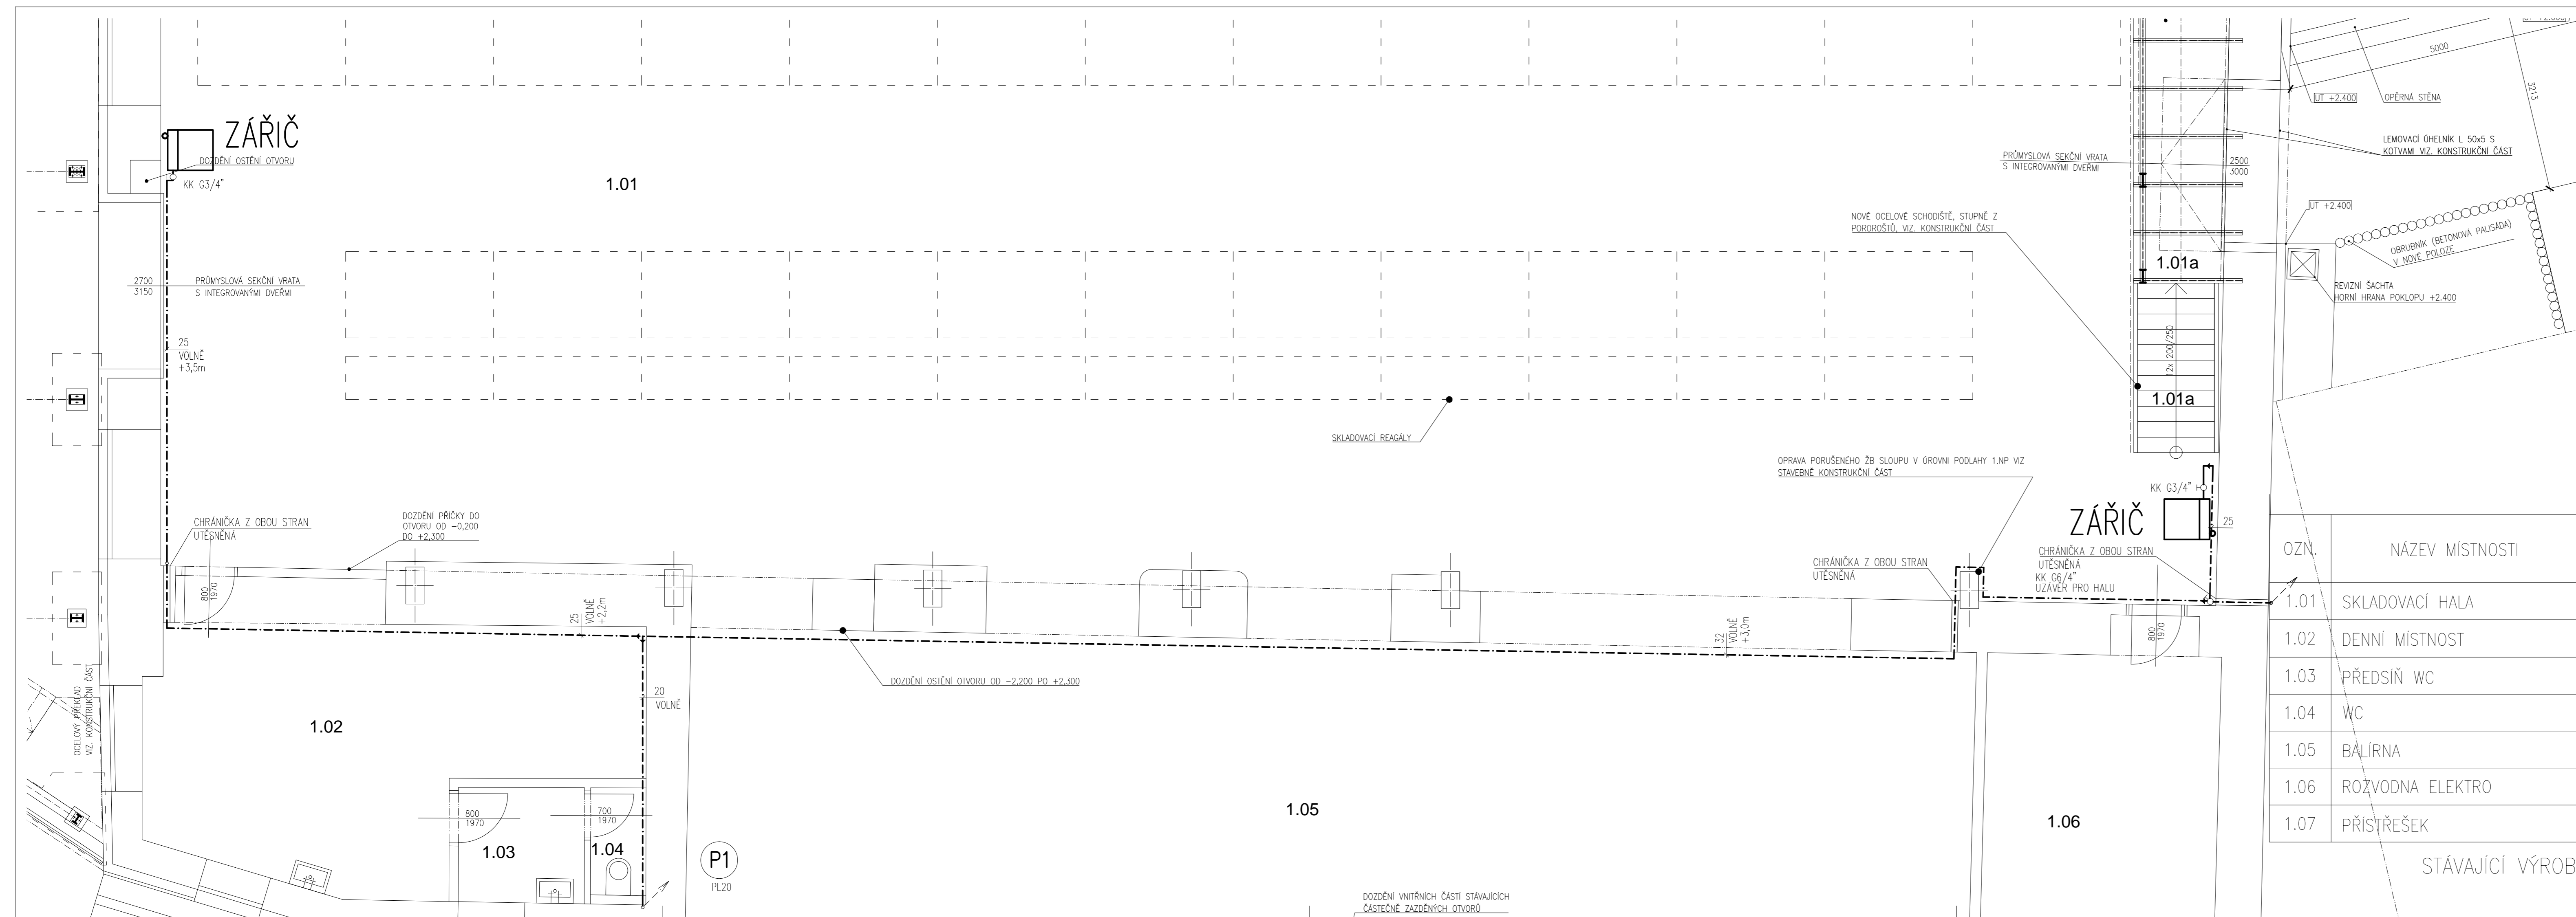 5000
3213
ÚT +2.400
OPĚRNÁ STĚNA
LEMOVACÍ ÚHELNÍK L 50x5 S
KOTVAMI VIZ. KONSTRUKČNÍ ČÁST
ZÁŘIČ
DOZDĚNÍ OSTĚNÍ OTVORU
KK G3/4"
1.01
PRŮMYSLOVÁ SEKČNÍ VRATA
S INTEGROVANÝMI DVEŘMI
2500
3000
ÚT +2.400
NOVÉ OCELOVÉ SCHODIŠTĚ, STUPNĚ Z
POROROŠTŮ, VIZ. KONSTRUKČNÍ ČÁST
OBRUBNÍK (BETONOVÁ PALISÁDA)
V NOVÉ POLOZE
1.01a
REVIZNÍ ŠACHTA
HORNÍ HRANA POKLOPU +2.400
2700
3150
PRŮMYSLOVÁ SEKČNÍ VRATA
S INTEGROVANÝMI DVEŘMI
25
VOLNĚ
+3,5m
12x 200/250
1.01a
SKLADOVACÍ REAGÁLY
OPRAVA PORUŠENÉHO ŽB SLOUPU V ÚROVNI PODLAHY 1.NP VIZ
STAVEBNĚ KONSTRUKČNÍ ČÁST
KK G3/4"
ZÁŘIČ
25
CHRÁNIČKA Z OBOU STRAN
UTĚSNĚNÁ
DOZDĚNÍ PŘÍČKY DO
OTVORU OD -0,200
DO +2,300
CHRÁNIČKA Z OBOU STRAN
UTĚSNĚNÁ
CHRÁNIČKA Z OBOU STRAN
UTĚSNĚNÁ
KK G6/4"
UZÁVĚR PRO HALU
800
1970
25
VOLNĚ
+2,2m
32
VOLNĚ
+3,0m
800
1970
DOZDĚNÍ OSTĚNÍ OTVORU OD -2,200 PO +2,300
20
VOLNĚ
OCELOVÝ PŘEKLAD
VIZ. KONSTRUKČNÍ ČÁST
1.02
800
1970
700
1970
1.03
1.04
P1
PL20
1.05
1.06
DOZDĚNÍ VNITŘNÍCH ČÁSTÍ STÁVAJÍCÍCH
ČÁSTEČNĚ ZAZDĚNÝCH OTVORŮ
OZN. NÁZEV MÍSTNOSTI
1.01 SKLADOVACÍ HALA
1.02 DENNÍ MÍSTNOST
1.03 PŘEDSÍŇ WC
1.04 WC
1.05 BALÍRNA
1.06 ROZVODNA ELEKTRO
1.07 PŘÍSTŘEŠEK
STÁVAJÍCÍ VÝROB